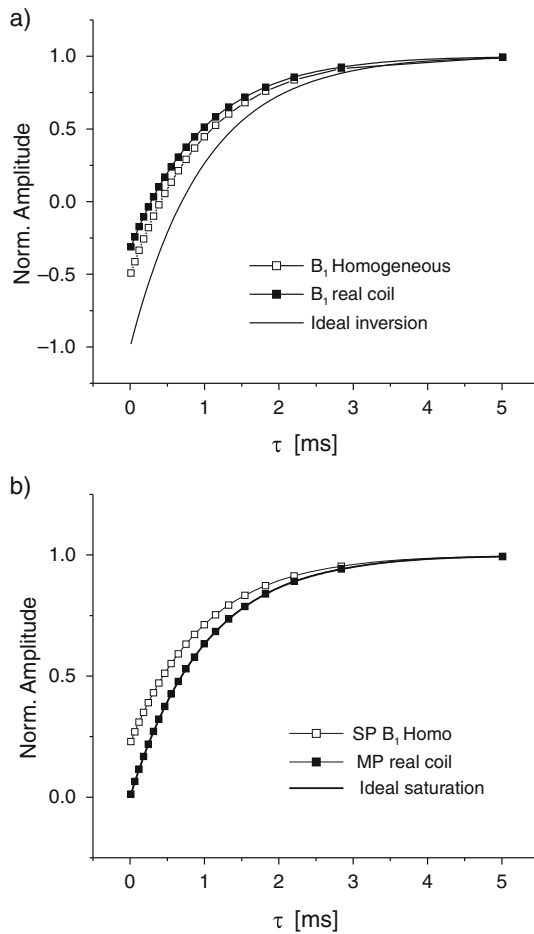 a)
1.0
0.5
0.0
−0.5
−1.0
Norm. Amplitude
B1 Homogeneous
B1 real coil
Ideal inversion
0 1 2 3 4 5
τ [ms]
b)
1.0
0.5
0.0
Norm. Amplitude
SP B1 Homo
MP real coil
Ideal saturation
0 1 2 3 4 5
τ [ms]